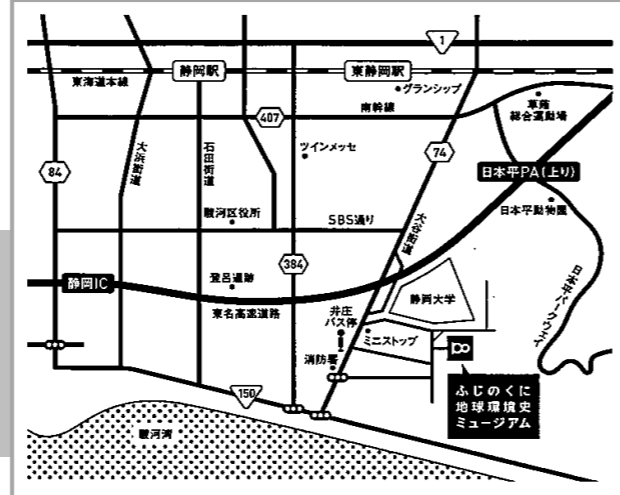 1
静岡駅
東静岡駅
東海道本線
グランシップ
草薙
総合運動場
南幹線
407
大浜街道
石田街道
ツインメッセ
74
84
日本平PA(上り)
日本平動物園
駿河区役所
SBS通り
大谷街道
384
静岡IC
登呂遺跡
東名高速道路
静岡大学
日本平パークウェイ
井庄
バス停
ミニストップ
消防署
150
ふじのくに
地球環境史
ミュージアム
駿河湾